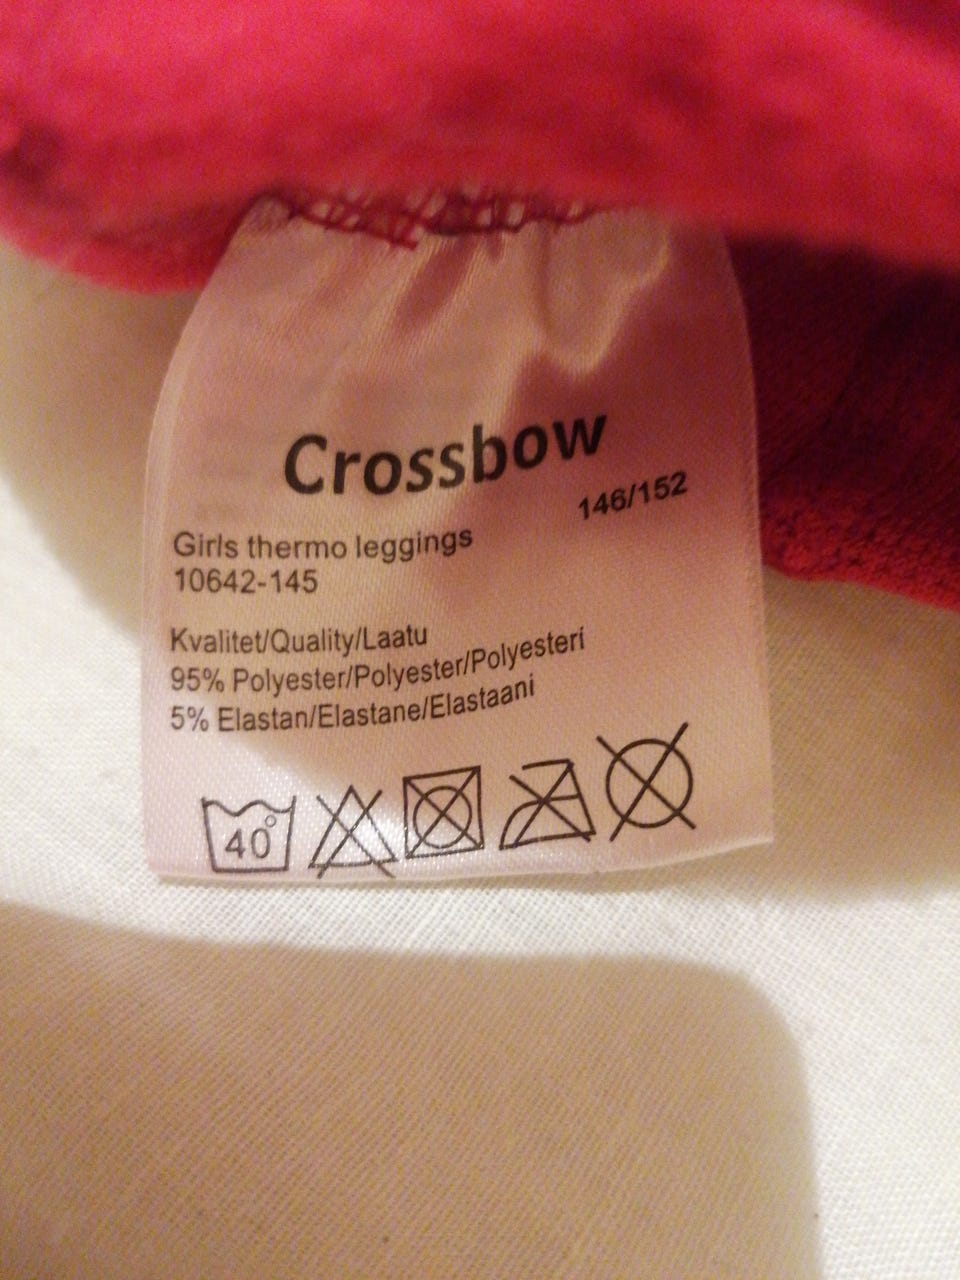 Crossbow
146/152
Girls thermo leggings
10642-145
Kvalitet/Quality/Laatu
95% Polyester/Polyester/Polyesteri
5% Elastan/Elastane/Elastaani
40°